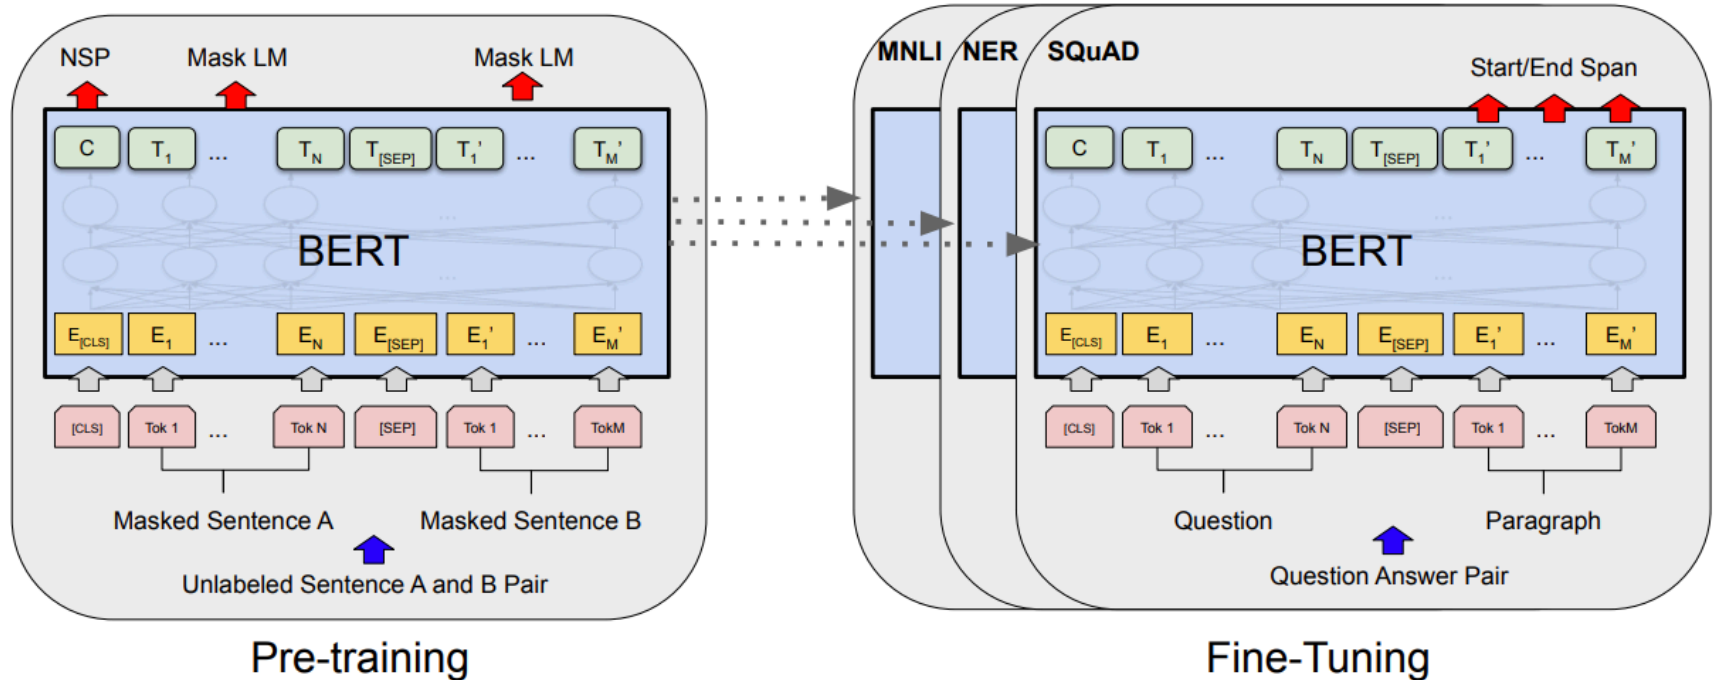 NSP Mask LM Mask LM
C T1 ... TN T[SEP] T1' ... TM'
...
BERT
...
E[CLS] E1 ... EN E[SEP] E1' ... EM'
[CLS] Tok 1 ... Tok N [SEP] Tok 1 ... TokM
Masked Sentence A Masked Sentence B
Unlabeled Sentence A and B Pair
Pre-training
MNLI NER SQuAD
Start/End Span
C T1 ... TN T[SEP] T1' ... TM'
...
BERT
...
E[CLS] E1 ... EN E[SEP] E1' ... EM'
[CLS] Tok 1 ... Tok N [SEP] Tok 1 ... TokM
Question Paragraph
Question Answer Pair
Fine-Tuning